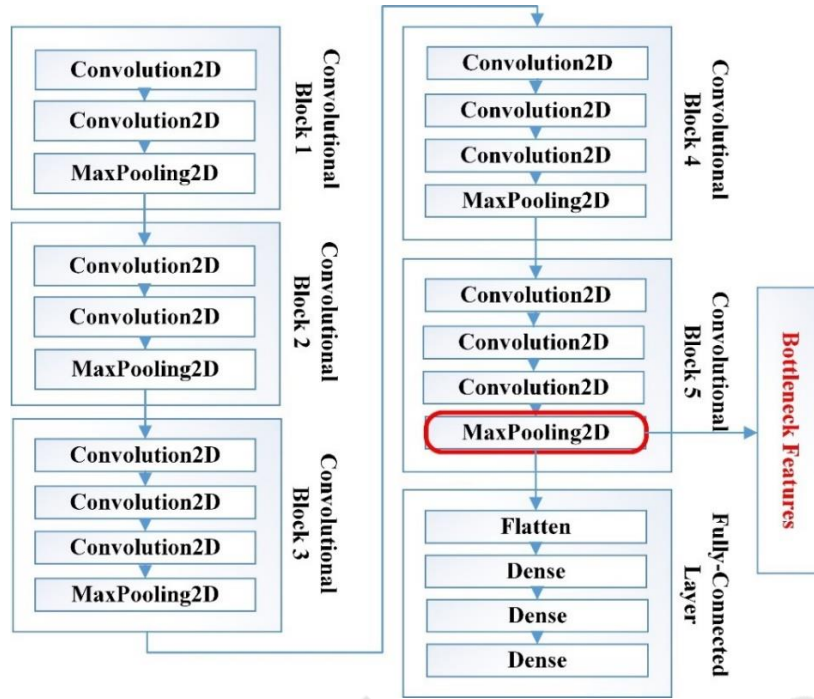 Convolution2D
Convolution2D
MaxPooling2D
Convolutional
Block 1
Convolution2D
Convolution2D
MaxPooling2D
Convolutional
Block 2
Convolution2D
Convolution2D
Convolution2D
MaxPooling2D
Convolutional
Block 3
Convolution2D
Convolution2D
Convolution2D
MaxPooling2D
Convolutional
Block 4
Convolution2D
Convolution2D
Convolution2D
MaxPooling2D
Convolutional
Block 5
Bottleneck Features
Flatten
Dense
Dense
Dense
Fully-Connected
Layer